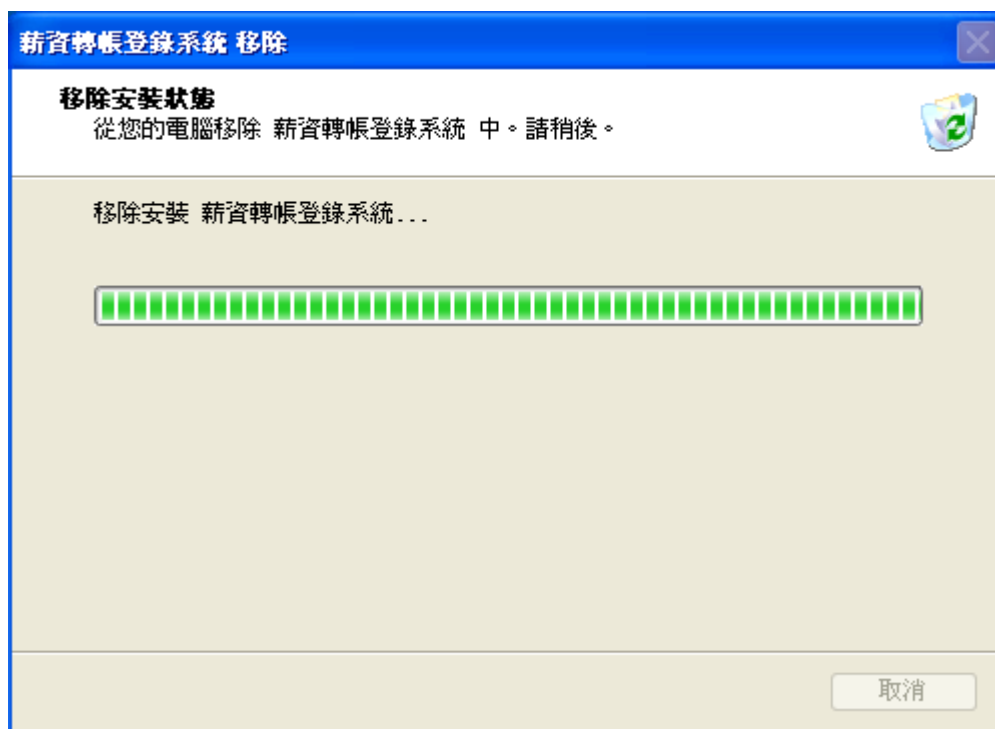 薪資轉帳登錄系統 移除
移除安裝狀態
從您的電腦移除 薪資轉帳登錄系統 中。請稍後。
移除安裝 薪資轉帳登錄系統...
取消